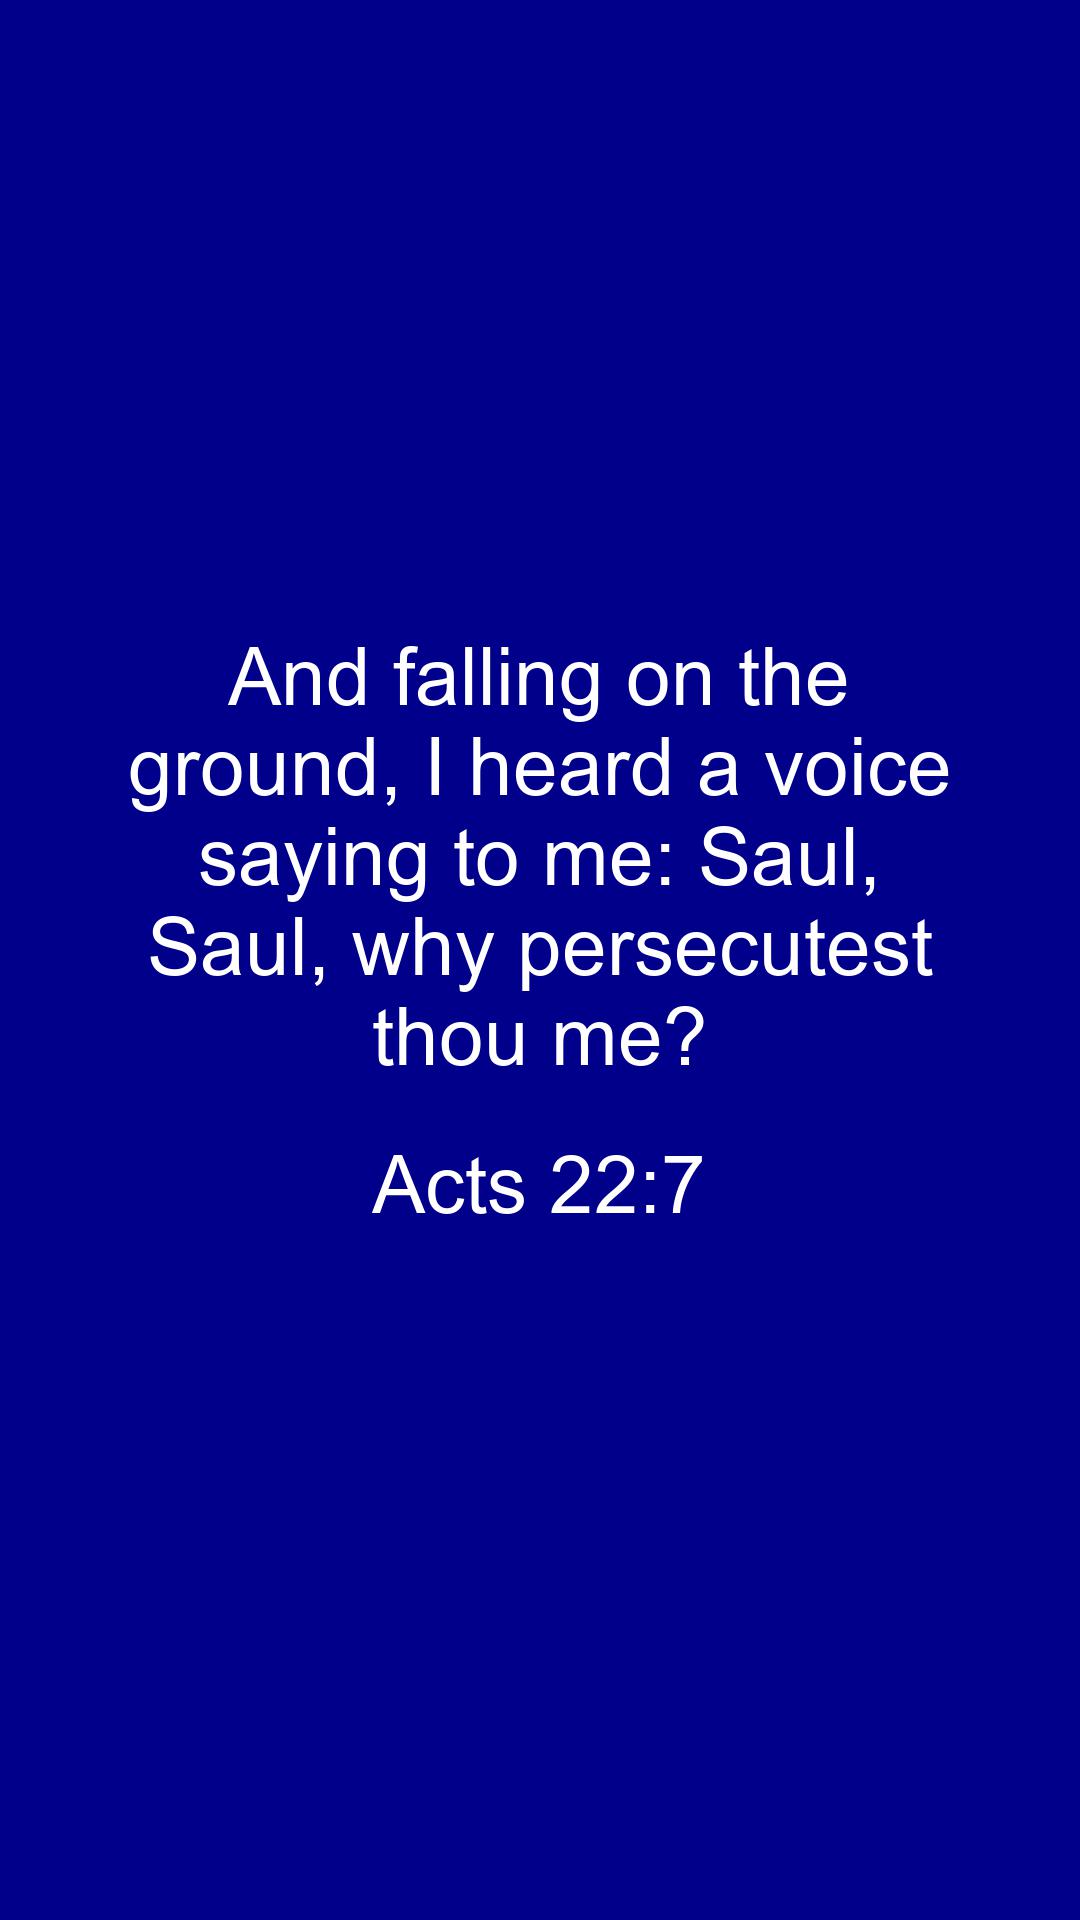 And falling on the
ground, I heard a voice
saying to me: Saul,
Saul, why persecutest
thou me?
Acts 22:7